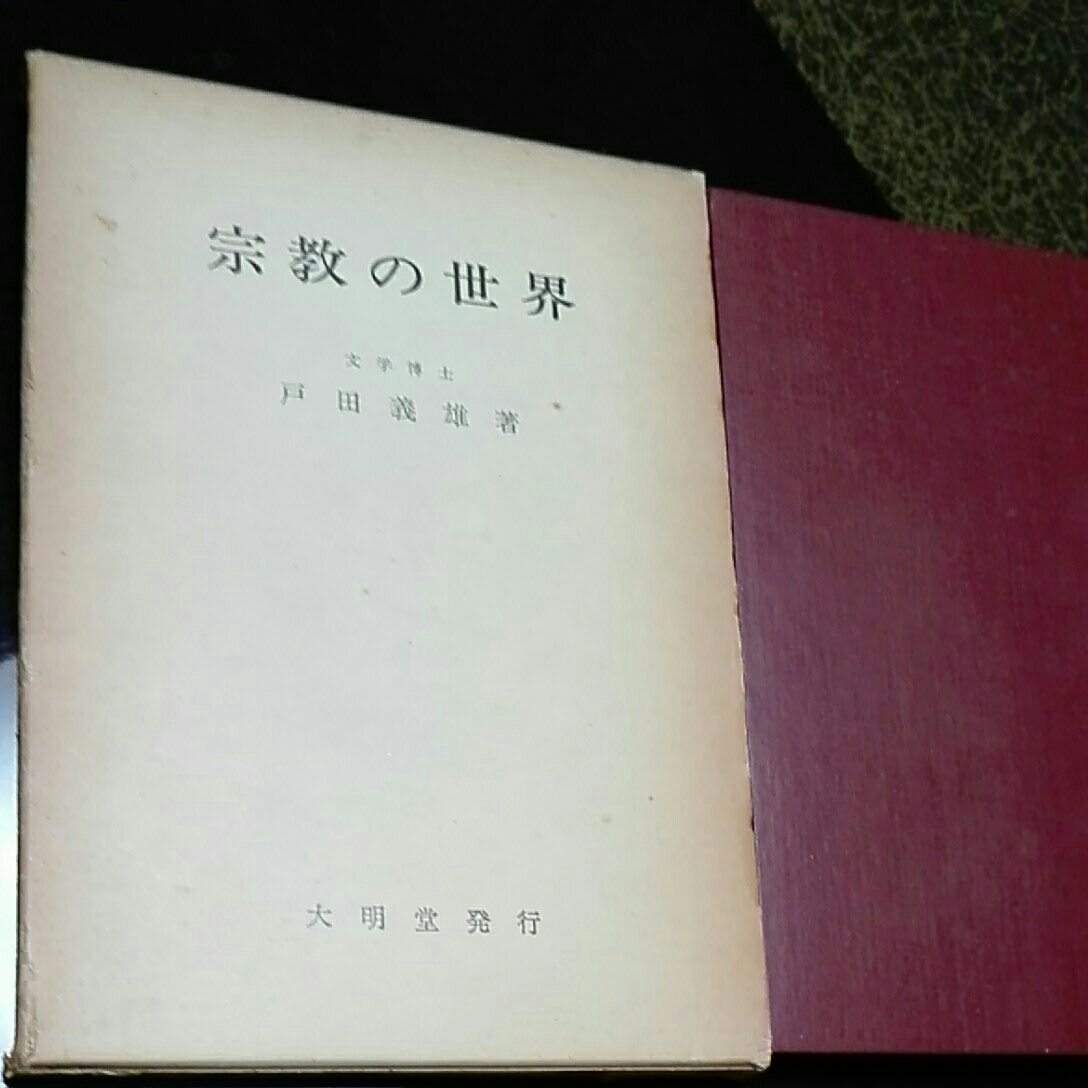 宗教の世界
文学博士
戸田義雄著
大明堂発行